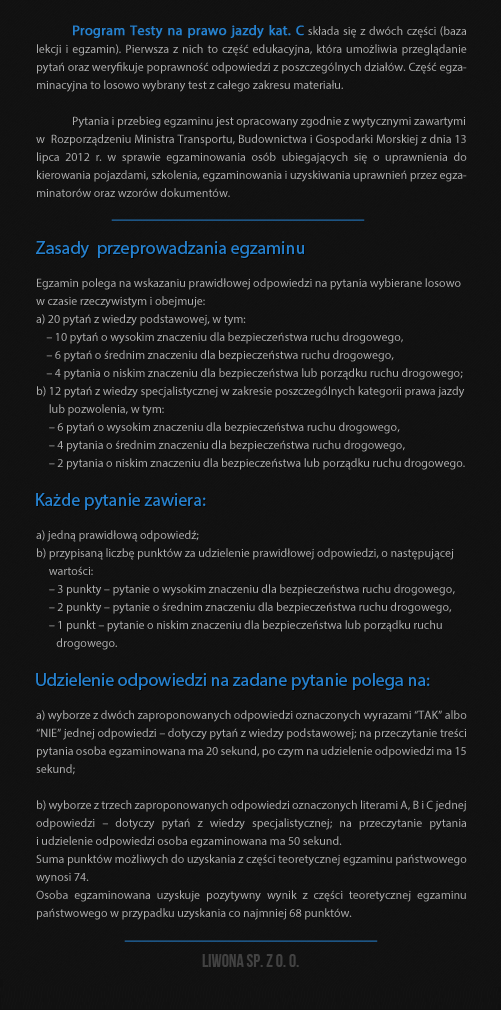 Program Testy na prawo jazdy kat. C składa się z dwóch części (baza
lekcji i egzamin). Pierwsza z nich to część edukacyjna, która umożliwia przeglądanie
pytań oraz weryfikuje poprawność odpowiedzi z poszczególnych działów. Część egza-
minacyjna to losowo wybrany test z całego zakresu materiału.
Pytania i przebieg egzaminu jest opracowany zgodnie z wytycznymi zawartymi
w Rozporządzeniu Ministra Transportu, Budownictwa i Gospodarki Morskiej z dnia 13
lipca 2012 r. w sprawie egzaminowania osób ubiegających się o uprawnienia do
kierowania pojazdami, szkolenia, egzaminowania i uzyskiwania uprawnień przez egza-
minatorów oraz wzorów dokumentów.
Zasady przeprowadzania egzaminu
Egzamin polega na wskazaniu prawidłowej odpowiedzi na pytania wybierane losowo
w czasie rzeczywistym i obejmuje:
a) 20 pytań z wiedzy podstawowej, w tym:
– 10 pytań o wysokim znaczeniu dla bezpieczeństwa ruchu drogowego,
– 6 pytań o średnim znaczeniu dla bezpieczeństwa ruchu drogowego,
– 4 pytania o niskim znaczeniu dla bezpieczeństwa lub porządku ruchu drogowego;
b) 12 pytań z wiedzy specjalistycznej w zakresie poszczególnych kategorii prawa jazdy
lub pozwolenia, w tym:
– 6 pytań o wysokim znaczeniu dla bezpieczeństwa ruchu drogowego,
– 4 pytania o średnim znaczeniu dla bezpieczeństwa ruchu drogowego,
– 2 pytania o niskim znaczeniu dla bezpieczeństwa lub porządku ruchu drogowego.
Każde pytanie zawiera:
a) jedną prawidłową odpowiedź;
b) przypisaną liczbę punktów za udzielenie prawidłowej odpowiedzi, o następującej
wartości:
– 3 punkty – pytanie o wysokim znaczeniu dla bezpieczeństwa ruchu drogowego,
– 2 punkty – pytanie o średnim znaczeniu dla bezpieczeństwa ruchu drogowego,
– 1 punkt – pytanie o niskim znaczeniu dla bezpieczeństwa lub porządku ruchu
drogowego.
Udzielenie odpowiedzi na zadane pytanie polega na:
a) wyborze z dwóch zaproponowanych odpowiedzi oznaczonych wyrazami “TAK” albo
“NIE” jednej odpowiedzi – dotyczy pytań z wiedzy podstawowej; na przeczytanie treści
pytania osoba egzaminowana ma 20 sekund, po czym na udzielenie odpowiedzi ma 15
sekund;
b) wyborze z trzech zaproponowanych odpowiedzi oznaczonych literami A, B i C jednej
odpowiedzi – dotyczy pytań z wiedzy specjalistycznej; na przeczytanie pytania
i udzielenie odpowiedzi osoba egzaminowana ma 50 sekund.
Suma punktów możliwych do uzyskania z części teoretycznej egzaminu państwowego
wynosi 74.
Osoba egzaminowana uzyskuje pozytywny wynik z części teoretycznej egzaminu
państwowego w przypadku uzyskania co najmniej 68 punktów.
LIWONA SP. Z O. O.